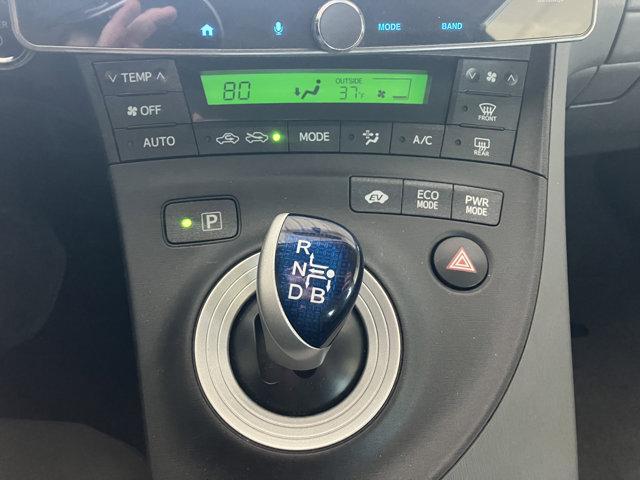 MODE BAND
TEMP 80 OUTSIDE 37°F
OFF FRONT
AUTO MODE A/C REAR
EV ECO MODE PWR MODE
P
R
N
D B